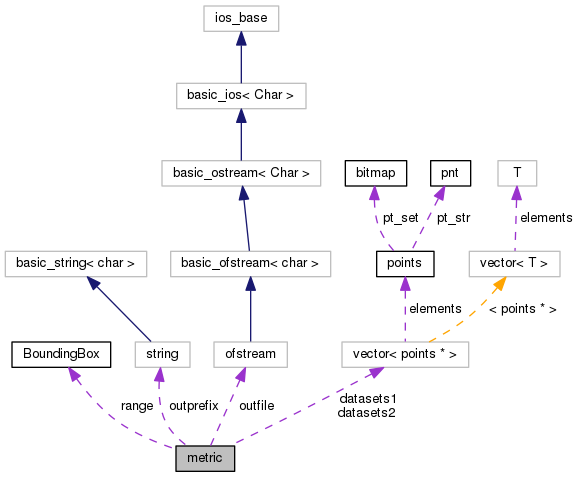 ios_base
basic_ios< Char >
basic_ostream< Char >
bitmap
pnt
T
pt_set
pt_str
elements
basic_string< char >
basic_ofstream< char >
points
vector< T >
elements
< points * >
BoundingBox
string
ofstream
vector< points * >
range
outprefix
outfile
datasets1
datasets2
metric